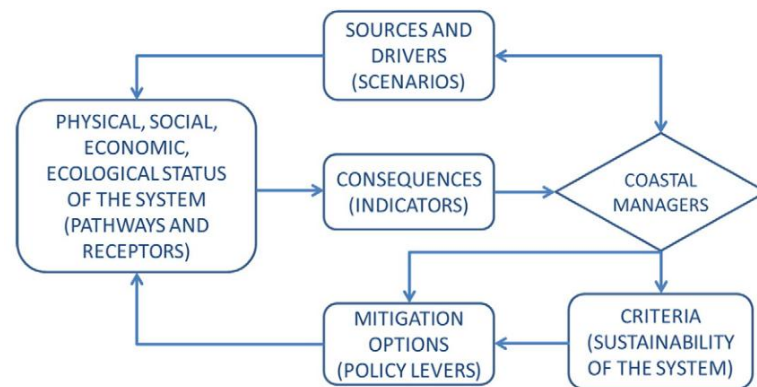 SOURCES AND
DRIVERS
(SCENARIOS)
PHYSICAL, SOCIAL,
ECONOMIC,
ECOLOGICAL STATUS
OF THE SYSTEM
(PATHWAYS AND
RECEPTORS)
CONSEQUENCES
(INDICATORS)
COASTAL
MANAGERS
MITIGATION
OPTIONS
(POLICY LEVERS)
CRITERIA
(SUSTAINABILITY
OF THE SYSTEM)